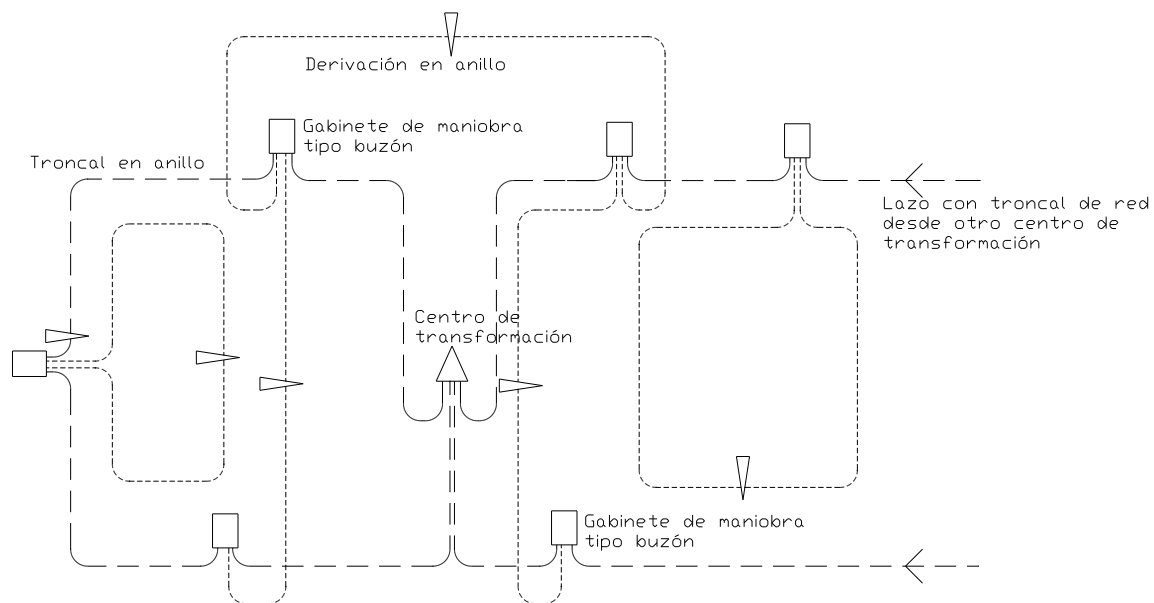 Derivación en anillo
Gabinete de maniobra
tipo buzón
Troncal en anillo
Lazo con troncal de red
desde otro centro de
transformación
Centro de
transformación
Gabinete de maniobra
tipo buzón